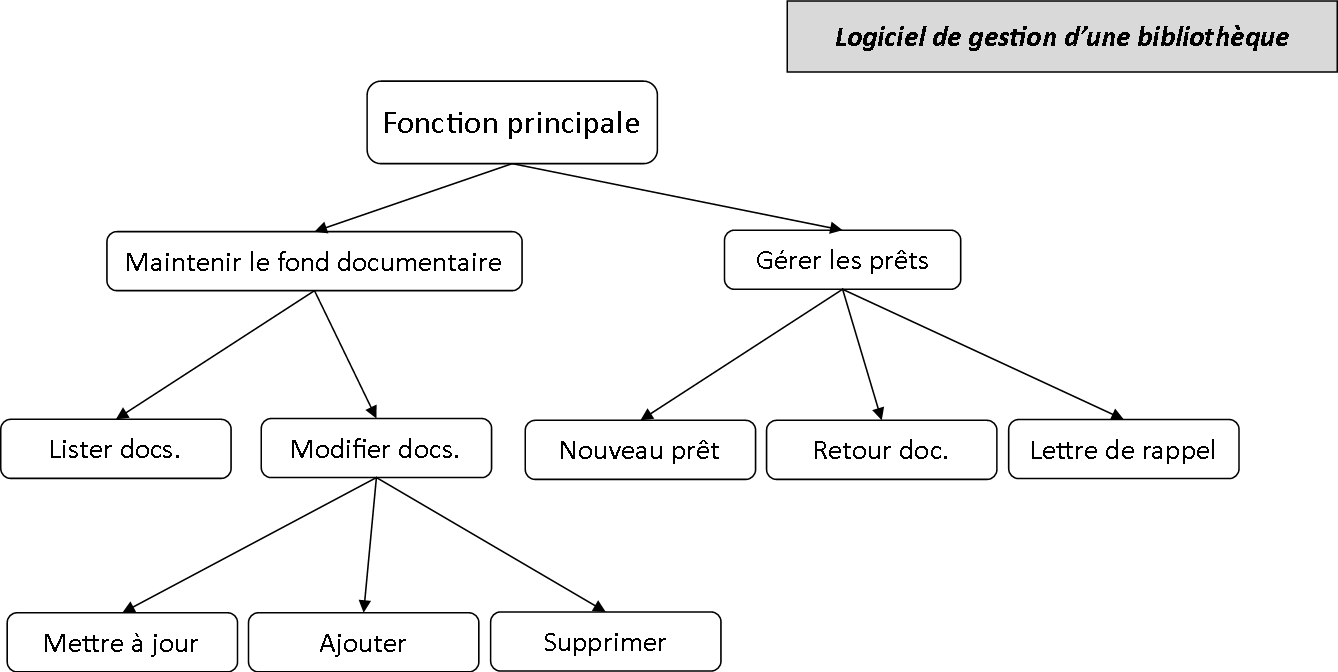 Logiciel de gestion d'une bibliothèque
Fonction principale
Maintenir le fond documentaire
Gérer les prêts
Lister docs.
Modifier docs.
Nouveau prêt
Retour doc.
Lettre de rappel
Mettre à jour
Ajouter
Supprimer